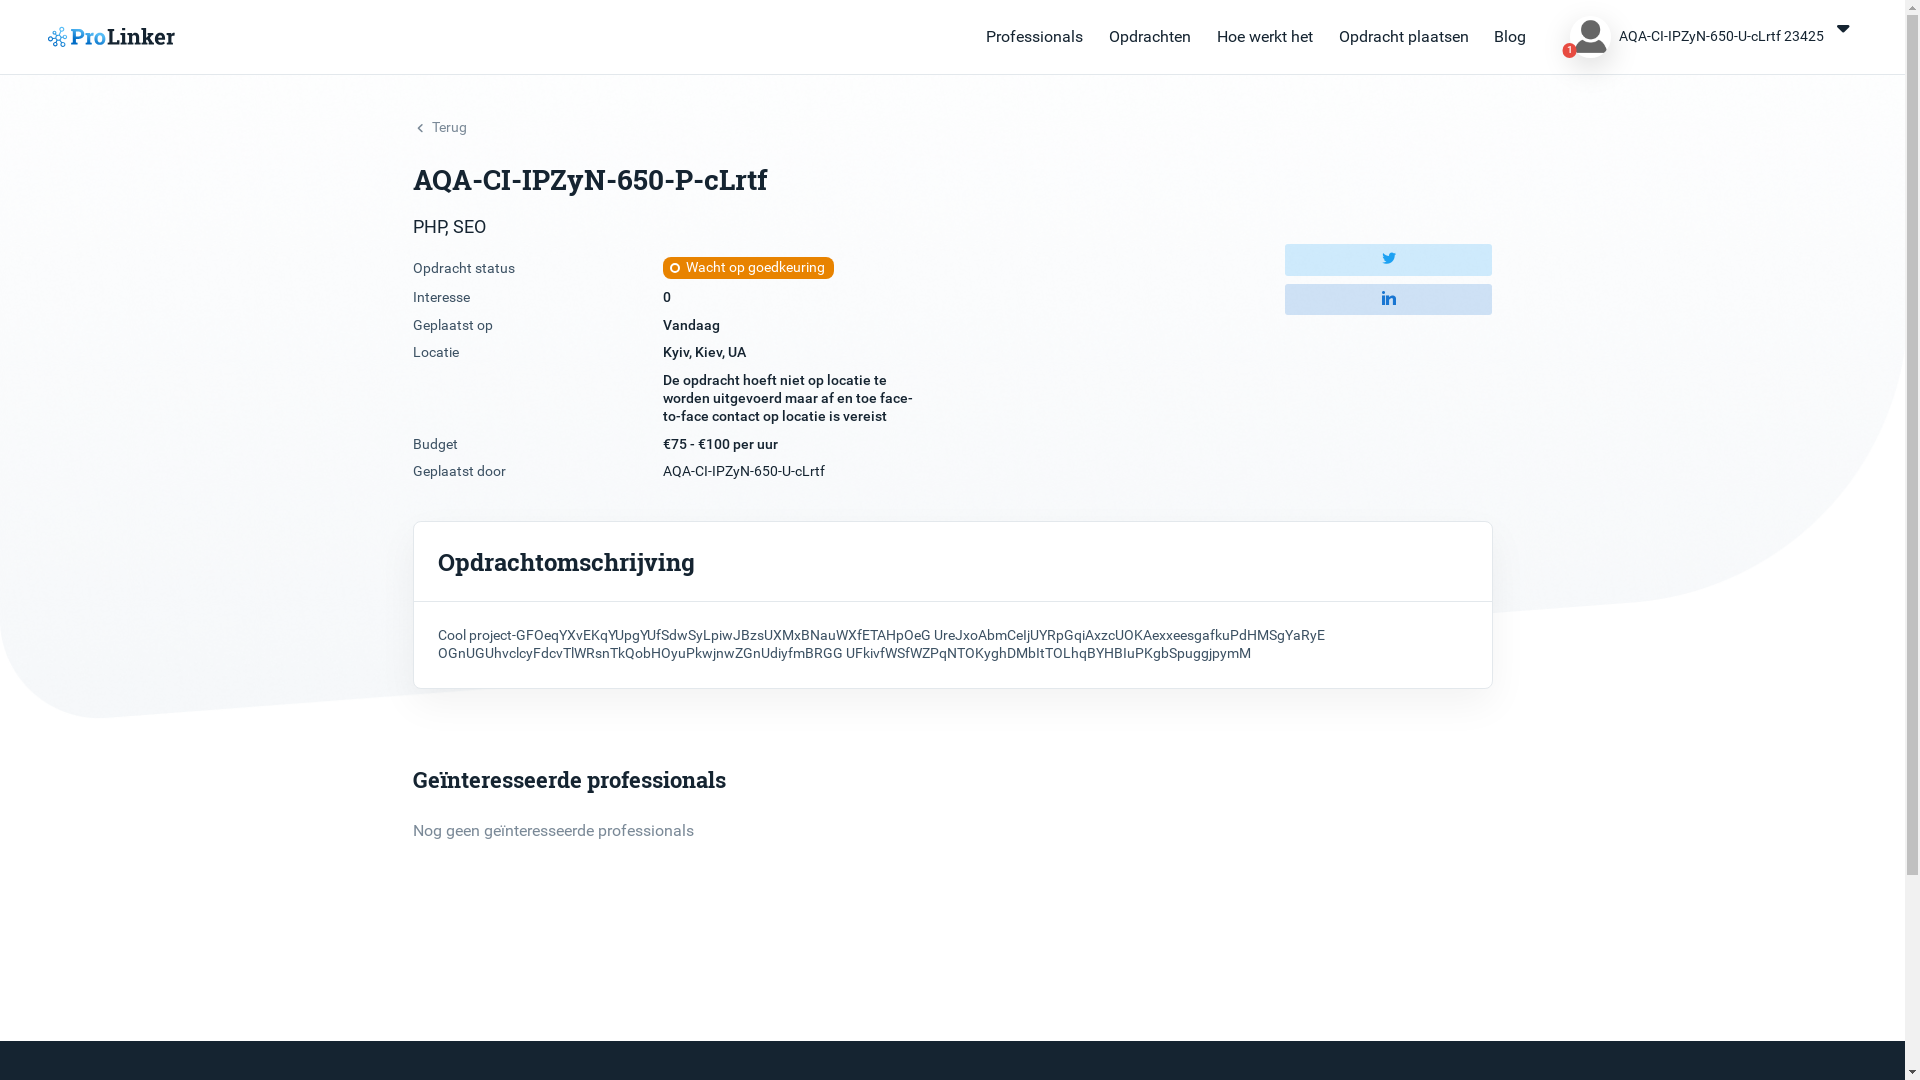 ProLinker
Professionals
Opdrachten
Hoe werkt het
Opdracht plaatsen
Blog
1
AQA-CI-IPZyN-650-U-cLrtf 23425
Terug
AQA-CI-IPZyN-650-P-cLrtf
PHP, SEO
Opdracht status
Wacht op goedkeuring
Interesse
0
Geplaatst op
Vandaag
Locatie
Kyiv, Kiev, UA
De opdracht hoeft niet op locatie te
worden uitgevoerd maar af en toe face-
to-face contact op locatie is vereist
Budget
€75 - €100 per uur
Geplaatst door
AQA-CI-IPZyN-650-U-cLrtf
Opdrachtomschrijving
Cool project-GFOeqYXvEKqYUpgYUfSdwSyLpiwJBzsUXMxBNauWXfETAHpOeG UreJxoAbmCeIjUYRpGqiAxzcUOKAexxeesgafkuPdHMSgYaRyE
OGnUGUhvclcyFdcvTlWRsnTkQobHOyuPkwjnwZGnUdiyfmBRGG UFkivfWSfWZPqNTOKyghDMbItTOLhqBYHBIuPKgbSpuggjpymM
Geïnteresseerde professionals
Nog geen geïnteresseerde professionals